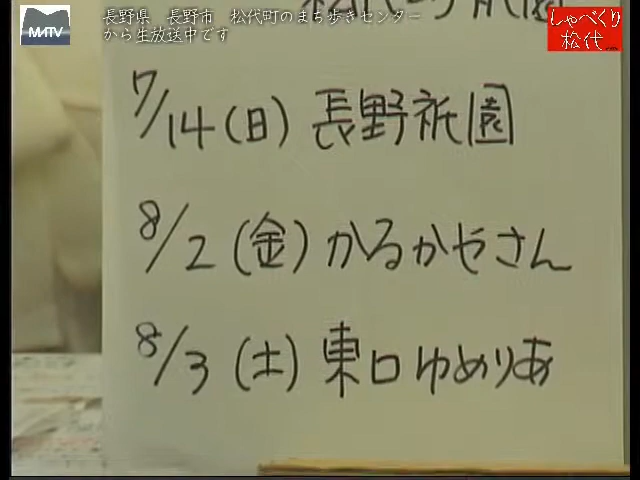 長野県 長野市 松代町のまち歩きセンター
から生放送中です
MATV
しゃべくり
松代
7/14(日) 長野祇園
8/2(金) かるかやさん
8/3(土) 東口ゆめりあ